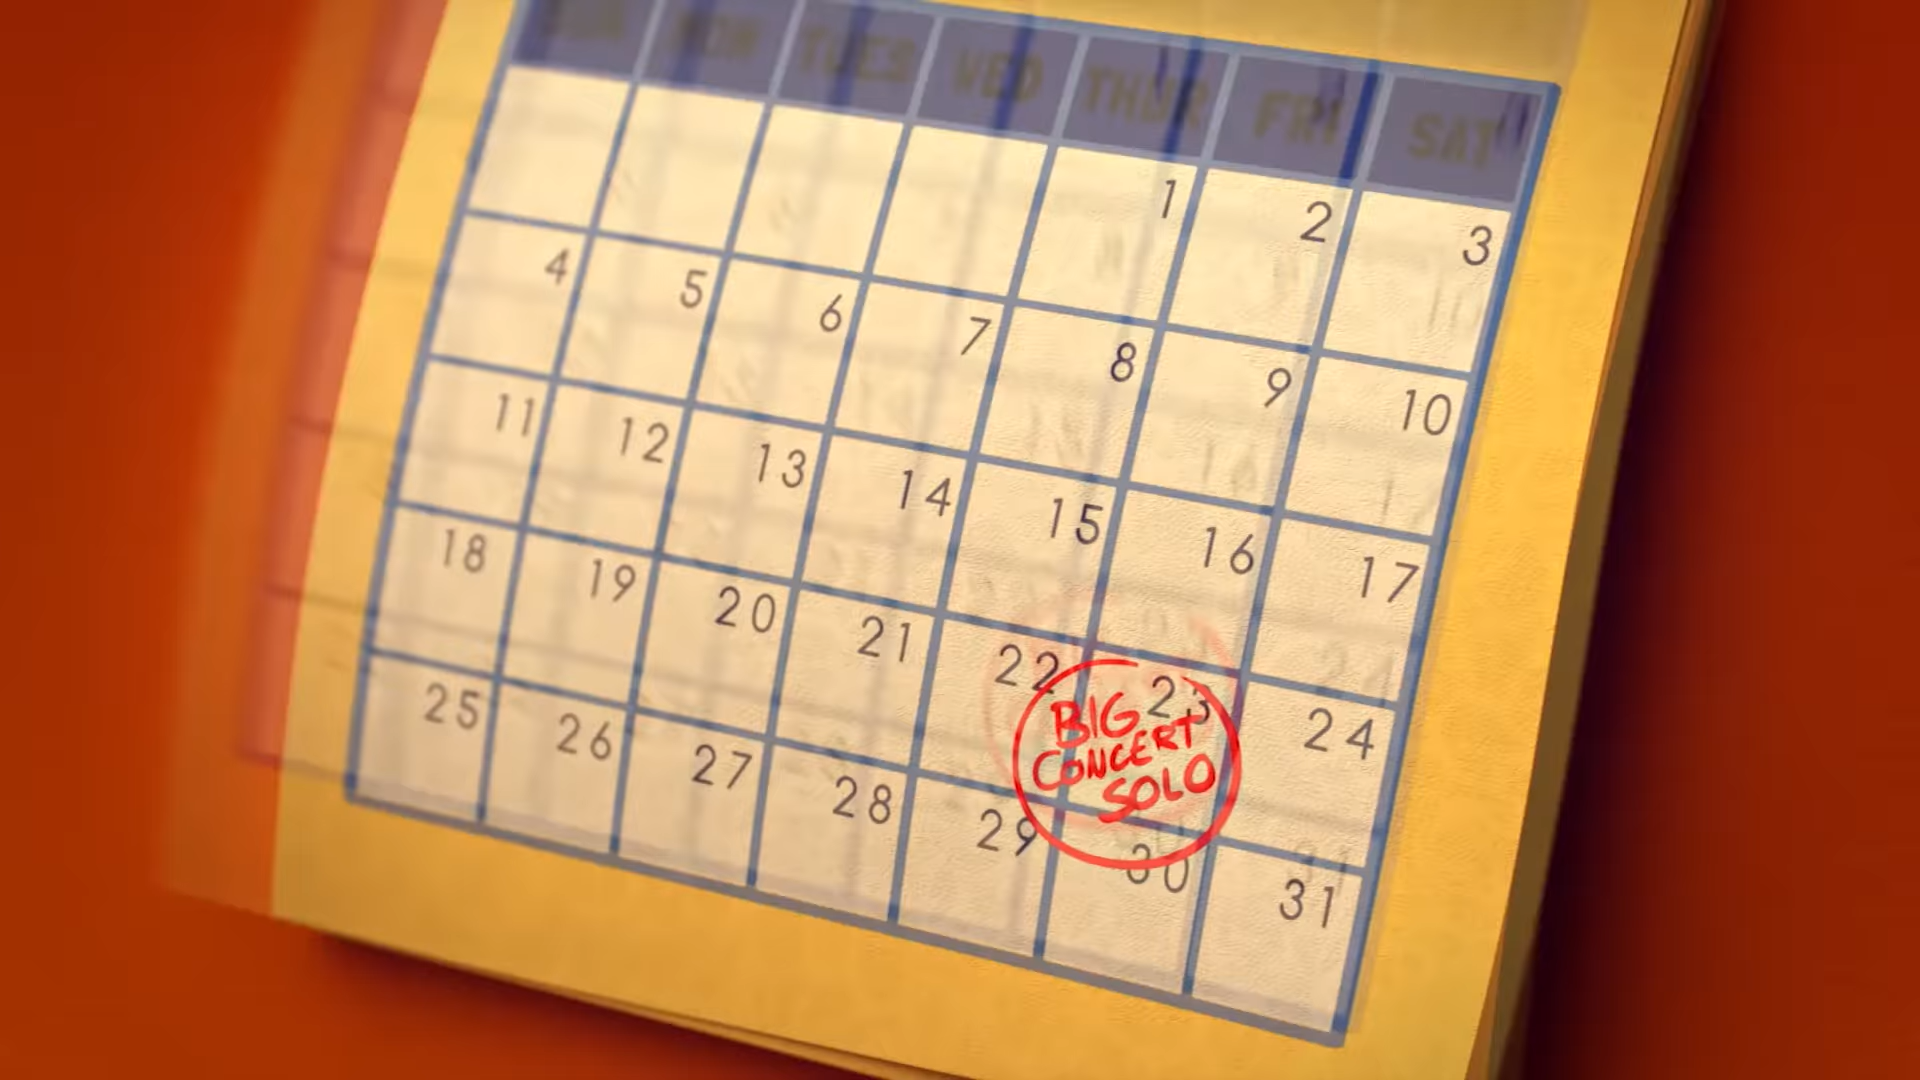 SUN MON TUES WED THUR FRI SAT
1 2 3
4 5 6 7 8 9 10
11 12 13 14 15 16 17
18 19 20 21 22 23 24
25 26 27 28 29 30 31
BIG
CONCERT
SOLO